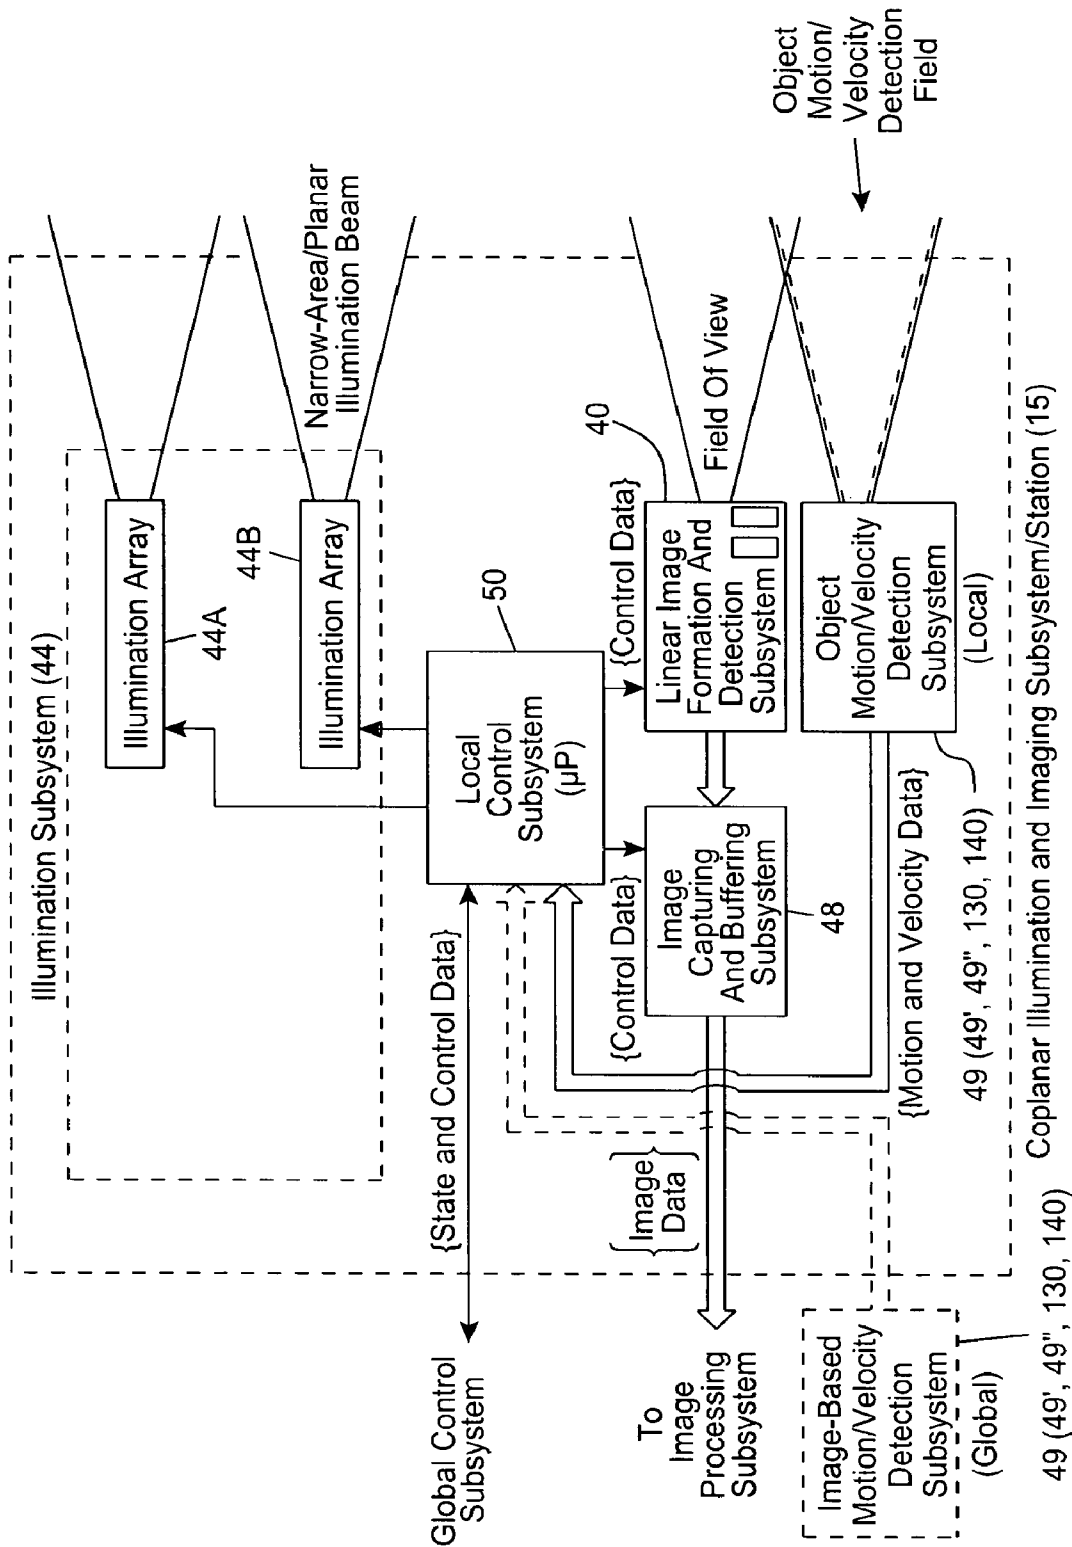 Illumination Subsystem (44)
Illumination Array
44A
44B
Illumination Array
Narrow-Area/Planar
Illumination Beam
50
Local
Control
Subsystem
(µP)
{State and Control Data}
Global Control
Subsystem
{Control Data}
{Control Data}
40
Linear Image
Formation And
Detection
Subsystem
Field Of View
Image
Capturing
And Buffering
Subsystem
48
{Image
Data}
To
Image
Processing
Subsystem
Object
Motion/Velocity
Detection
Subsystem
(Local)
49 (49', 49", 130, 140)
{Motion and Velocity Data}
Object
Motion/
Velocity
Detection
Field
Image-Based
Motion/Velocity
Detection
Subsystem
(Global)
49 (49', 49", 130, 140)
Coplanar Illumination and Imaging Subsystem/Station (15)